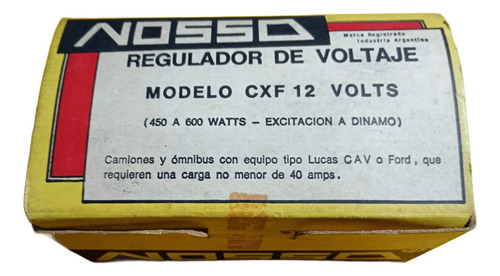 NOSSO
Marca Registrada
Industria Argentina
REGULADOR DE VOLTAJE
MODELO CXF 12 VOLTS
(450 A 600 WATTS – EXCITACION A DINAMO)
Camiones y ómnibus con equipo tipo Lucas CAV o Ford, que
requieren una carga no menor de 40 amps.